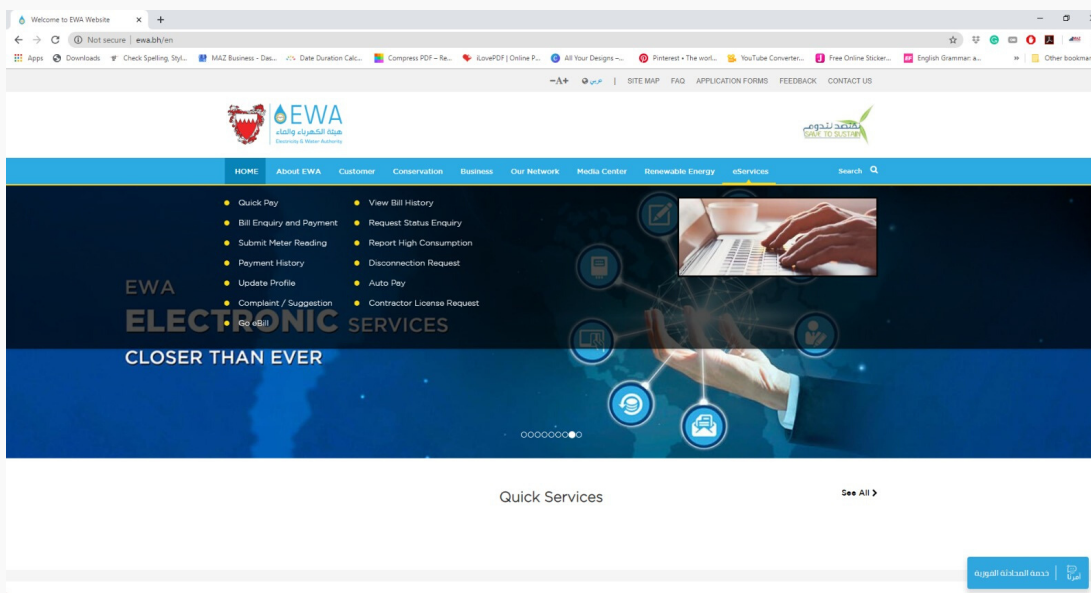 Welcome to EWA Website
Not secure | ewa.bh/en
Apps Downloads Check Spelling, Styl... MAZ Business – Das... Date Duration Calc... Compress PDF – Re... iLovePDF | Online P... All Your Designs –... Pinterest • The worl... YouTube Converter... Free Online Sticker... English Grammar: a... » Other bookmar
-A+ عربي | SITE MAP FAQ APPLICATION FORMS FEEDBACK CONTACT US
EWA
هيئة الكهرباء والماء
Electricity & Water Authority
نقتصد لتدوم
SAVE TO SUSTAIN
HOME About EWA Customer Conservation Business Our Network Media Center Renewable Energy eServices Search
Quick Pay
Bill Enquiry and Payment
Submit Meter Reading
Payment History
Update Profile
Complaint / Suggestion
Go eBill
View Bill History
Request Status Enquiry
Report High Consumption
Disconnection Request
Auto Pay
Contractor License Request
EWA
ELECTRONIC SERVICES
CLOSER THAN EVER
Quick Services
See All
خدمة المحادثة الفورية
أمرنا